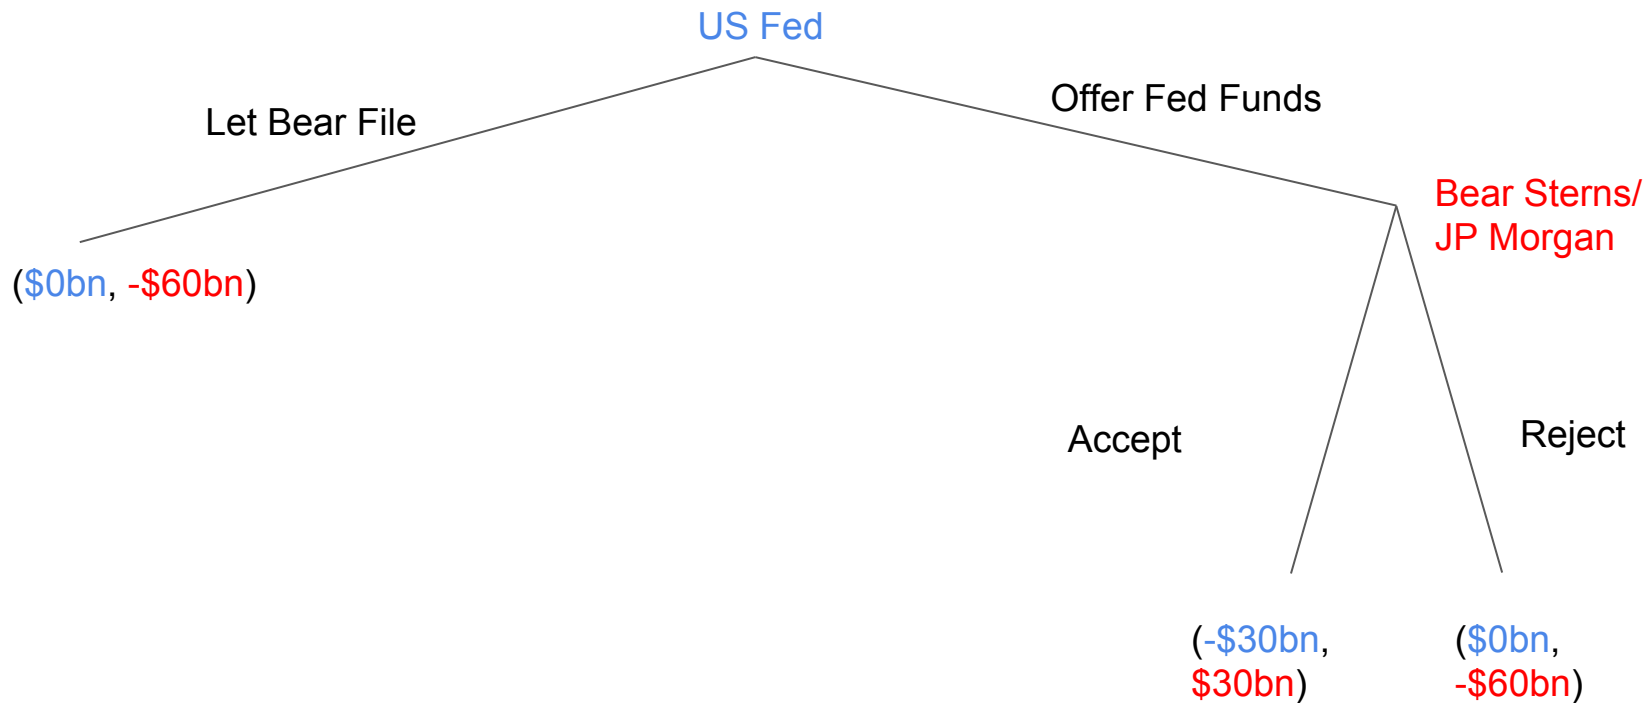 US Fed
Let Bear File
Offer Fed Funds
Bear Sterns/
JP Morgan
($0bn, -$60bn)
Accept
Reject
(-$30bn,
$30bn)
($0bn,
-$60bn)